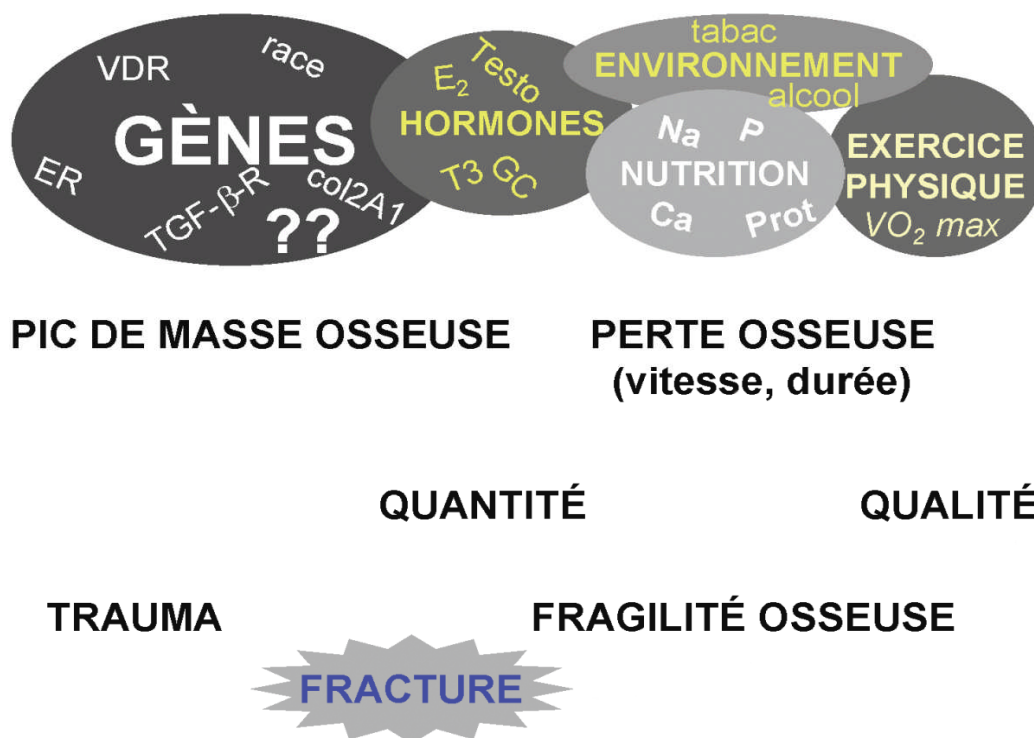 VDR
race
GÈNES
ER
TGF-β-R
col2A1
??
E₂
Testo
HORMONES
T3
GC
tabac
ENVIRONNEMENT
alcool
Na
P
NUTRITION
Ca
Prot
EXERCICE
PHYSIQUE
VO₂ max
PIC DE MASSE OSSEUSE
PERTE OSSEUSE
(vitesse, durée)
QUANTITÉ
QUALITÉ
TRAUMA
FRAGILITÉ OSSEUSE
FRACTURE